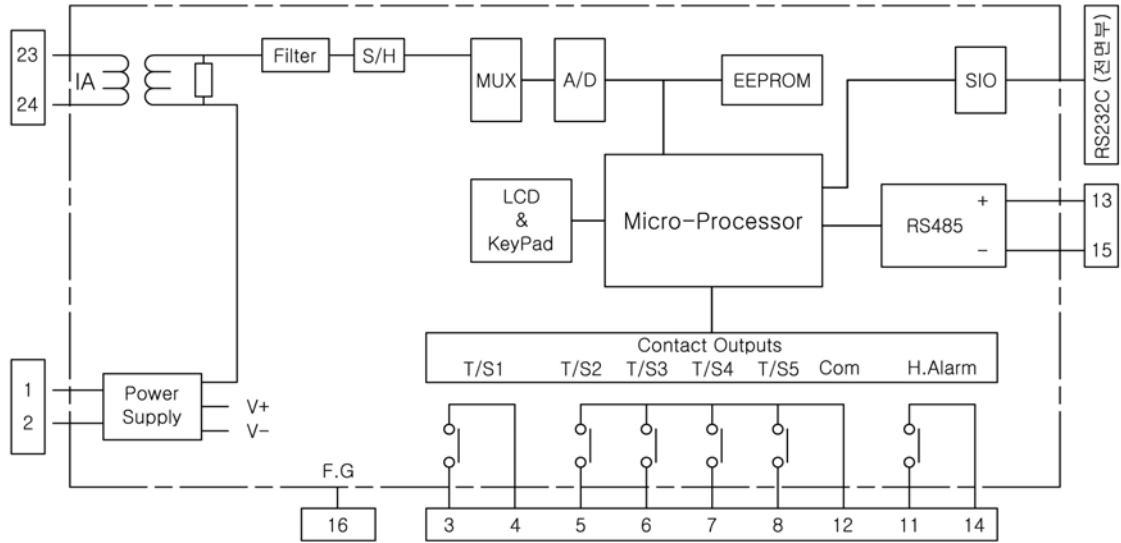 23
24
IA
Filter
S/H
MUX
A/D
EEPROM
SIO
RS232C (전면부)
LCD
&
KeyPad
Micro-Processor
RS485
+
-
13
15
Contact Outputs
T/S1 T/S2 T/S3 T/S4 T/S5 Com H.Alarm
1
2
Power
Supply
V+
V-
F.G
16
3 4 5 6 7 8 12 11 14